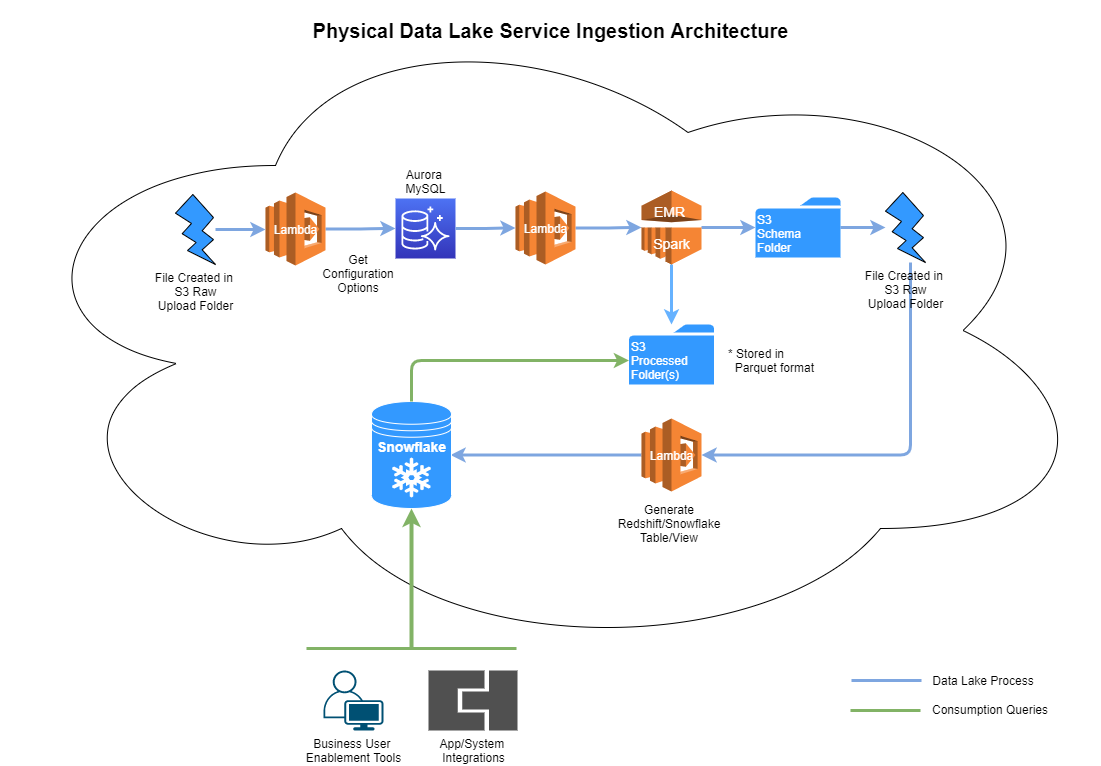 Physical Data Lake Service Ingestion Architecture
Aurora
MySQL
Lambda
Lambda
EMR
Spark
S3
Schema
Folder
Get
Configuration
Options
File Created in
S3 Raw
Upload Folder
File Created in
S3 Raw
Upload Folder
S3
Processed
Folder(s)
* Stored in
Parquet format
Snowflake
Lambda
Generate
Redshift/Snowflake
Table/View
Data Lake Process
Consumption Queries
Business User
Enablement Tools
App/System
Integrations